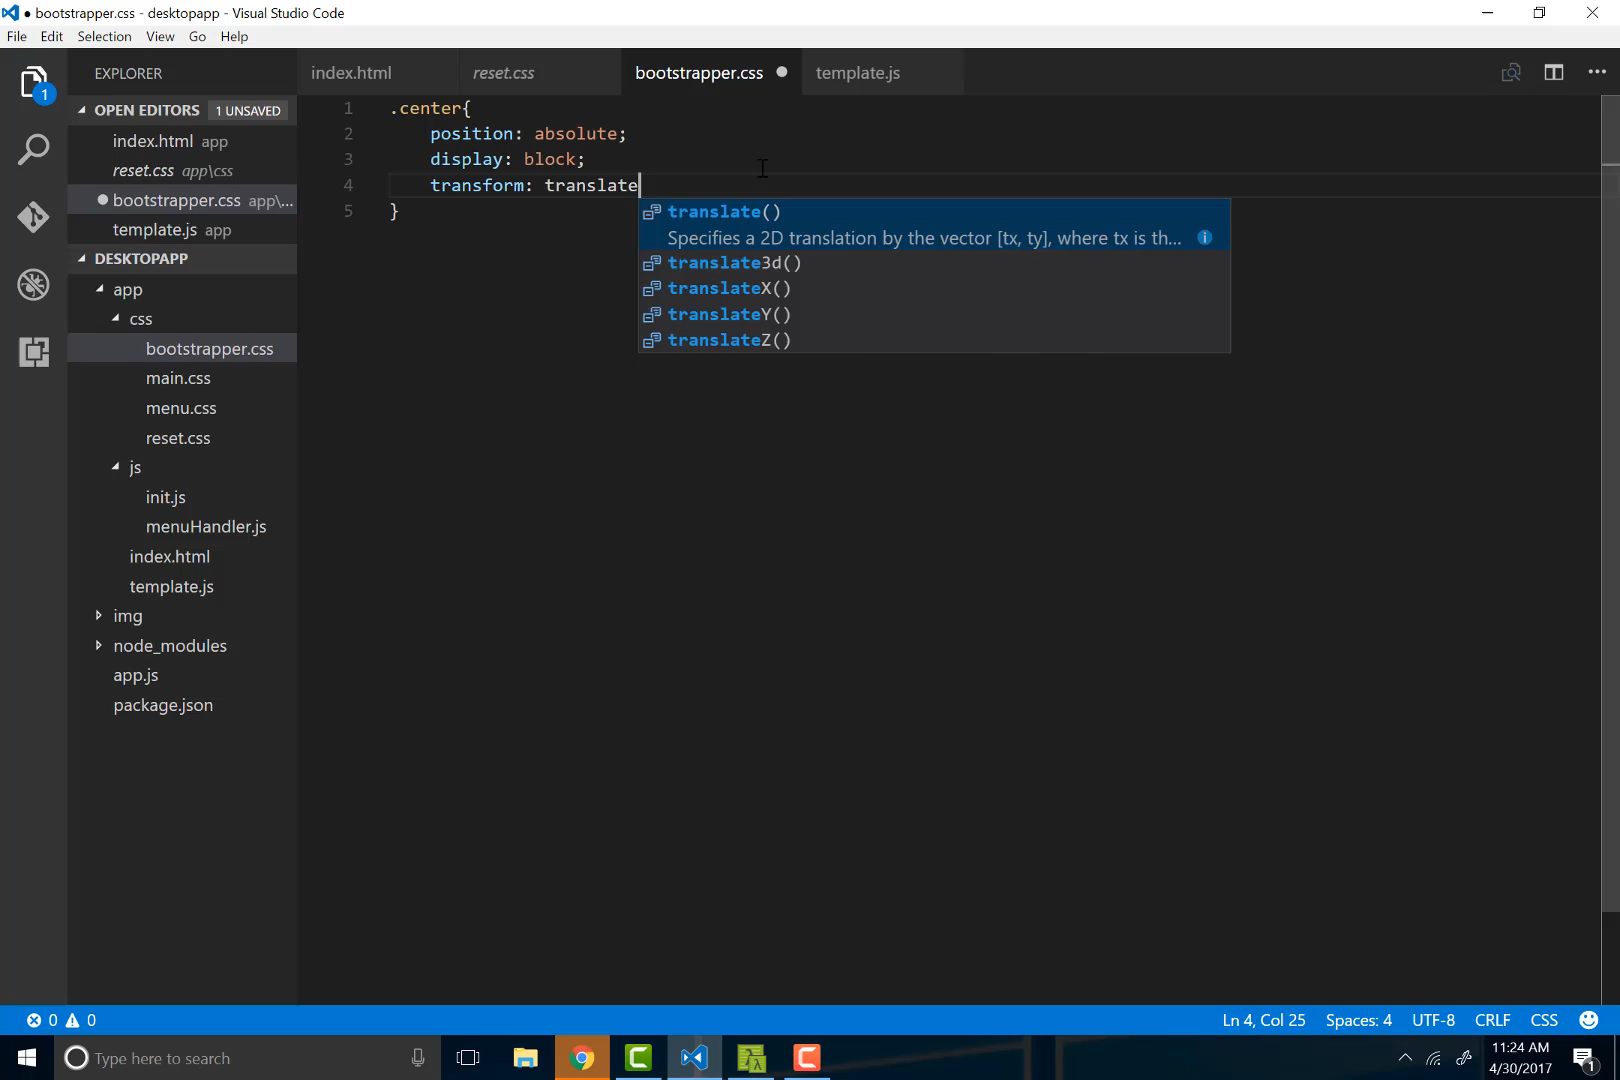 ● bootstrapper.css - desktopapp - Visual Studio Code
File Edit Selection View Go Help
EXPLORER
index.html
reset.css
bootstrapper.css ●
template.js
OPEN EDITORS 1 UNSAVED
index.html app
reset.css app\css
● bootstrapper.css app\...
template.js app
DESKTOPAPP
app
css
bootstrapper.css
main.css
menu.css
reset.css
js
init.js
menuHandler.js
index.html
template.js
img
node_modules
app.js
package.json
1
1 .center{
2 position: absolute;
3 display: block;
4 transform: translate
5 }
translate()
Specifies a 2D translation by the vector [tx, ty], where tx is th...
translate3d()
translateX()
translateY()
translateZ()
0 0
Ln 4, Col 25 Spaces: 4 UTF-8 CRLF CSS
Type here to search
11:24 AM
4/30/2017
1